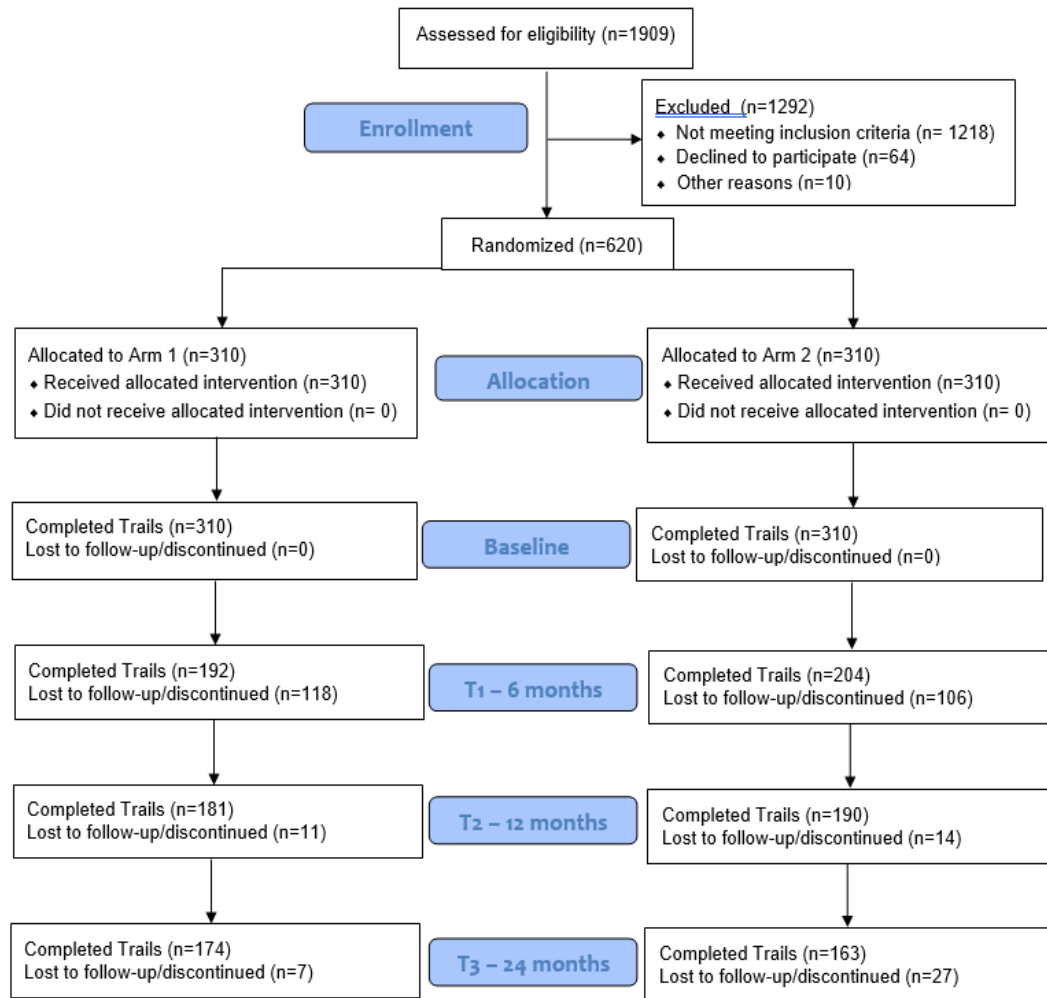 Assessed for eligibility (n=1909)
Enrollment
Excluded (n=1292)
⬥ Not meeting inclusion criteria (n= 1218)
⬥ Declined to participate (n=64)
⬥ Other reasons (n=10)
Randomized (n=620)
Allocated to Arm 1 (n=310)
⬥ Received allocated intervention (n=310)
⬥ Did not receive allocated intervention (n= 0)
Allocation
Allocated to Arm 2 (n=310)
⬥ Received allocated intervention (n=310)
⬥ Did not receive allocated intervention (n= 0)
Completed Trails (n=310)
Lost to follow-up/discontinued (n=0)
Baseline
Completed Trails (n=310)
Lost to follow-up/discontinued (n=0)
Completed Trails (n=192)
Lost to follow-up/discontinued (n=118)
T1 – 6 months
Completed Trails (n=204)
Lost to follow-up/discontinued (n=106)
Completed Trails (n=181)
Lost to follow-up/discontinued (n=11)
T2 – 12 months
Completed Trails (n=190)
Lost to follow-up/discontinued (n=14)
Completed Trails (n=174)
Lost to follow-up/discontinued (n=7)
T3 – 24 months
Completed Trails (n=163)
Lost to follow-up/discontinued (n=27)